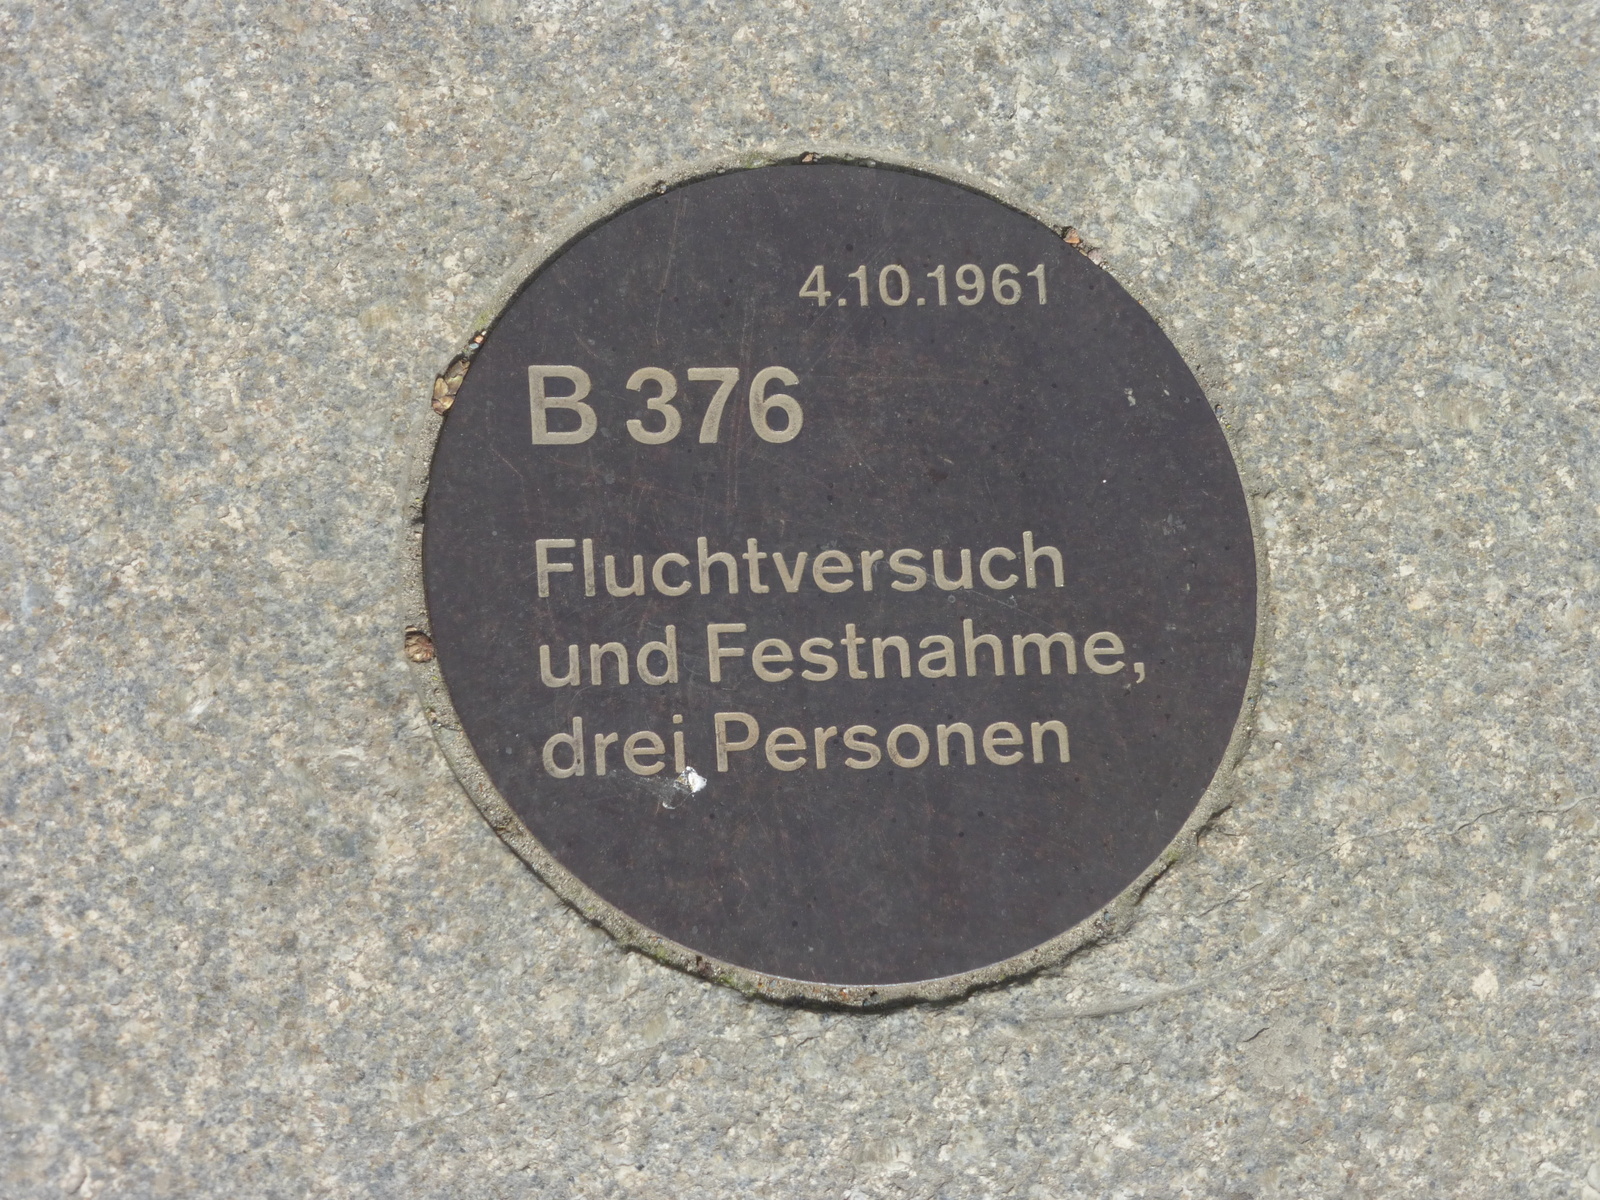 4.10.1961
B 376
Fluchtversuch
und Festnahme,
drei Personen